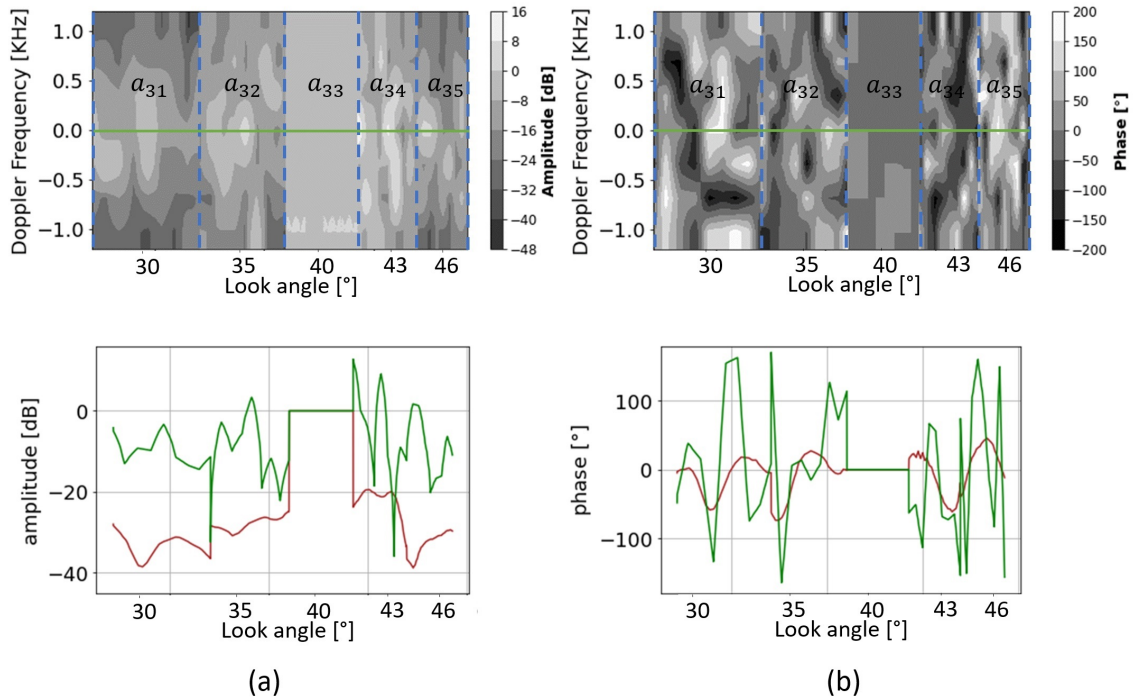 1.0
0.5
0.0
−0.5
−1.0
Doppler Frequency [KHz]
a31 a32 a33 a34 a35
30 35 40 43 46
Look angle [°]
16
8
0
−8
−16
−24
−32
−40
−48
Amplitude [dB]
1.0
0.5
0.0
−0.5
−1.0
Doppler Frequency [KHz]
a31 a32 a33 a34 a35
30 35 40 43 46
Look angle [°]
200
150
100
50
0
−50
−100
−150
−200
Phase [°]
0
−20
−40
amplitude [dB]
30 35 40 43 46
Look angle [°]
100
0
−100
phase [°]
30 35 40 43 46
Look angle [°]
(a) (b)